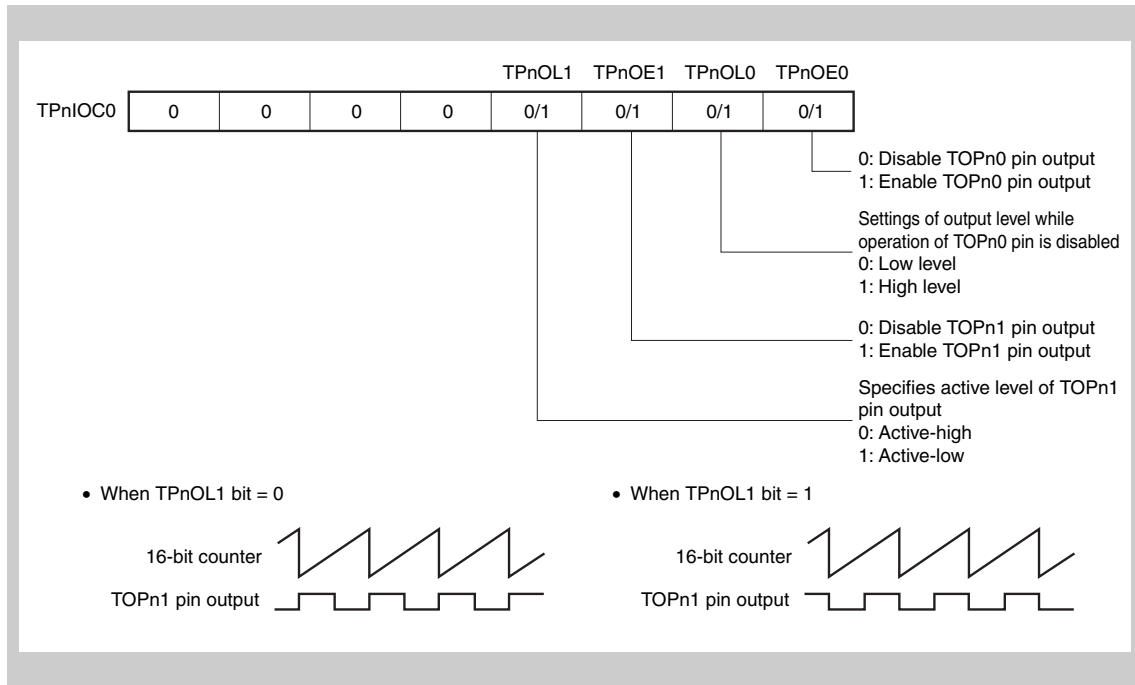 TPnOL1 TPnOE1 TPnOL0 TPnOE0
TPnIOC0 0 0 0 0 0/1 0/1 0/1 0/1
0: Disable TOPn0 pin output
1: Enable TOPn0 pin output
Settings of output level while
operation of TOPn0 pin is disabled
0: Low level
1: High level
0: Disable TOPn1 pin output
1: Enable TOPn1 pin output
Specifies active level of TOPn1
pin output
0: Active-high
1: Active-low
• When TPnOL1 bit = 0
16-bit counter
TOPn1 pin output
• When TPnOL1 bit = 1
16-bit counter
TOPn1 pin output